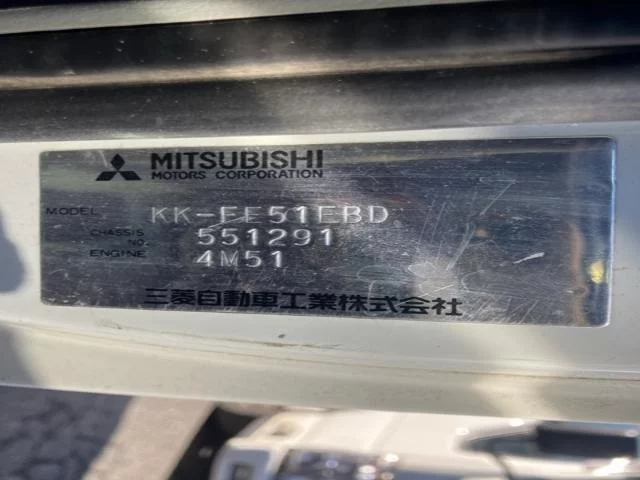 MITSUBISHI
MOTORS CORPORATION
MODEL KK-FE51EBD
CHASSIS NO. 551291
ENGINE 4M51
三菱自動車工業株式会社